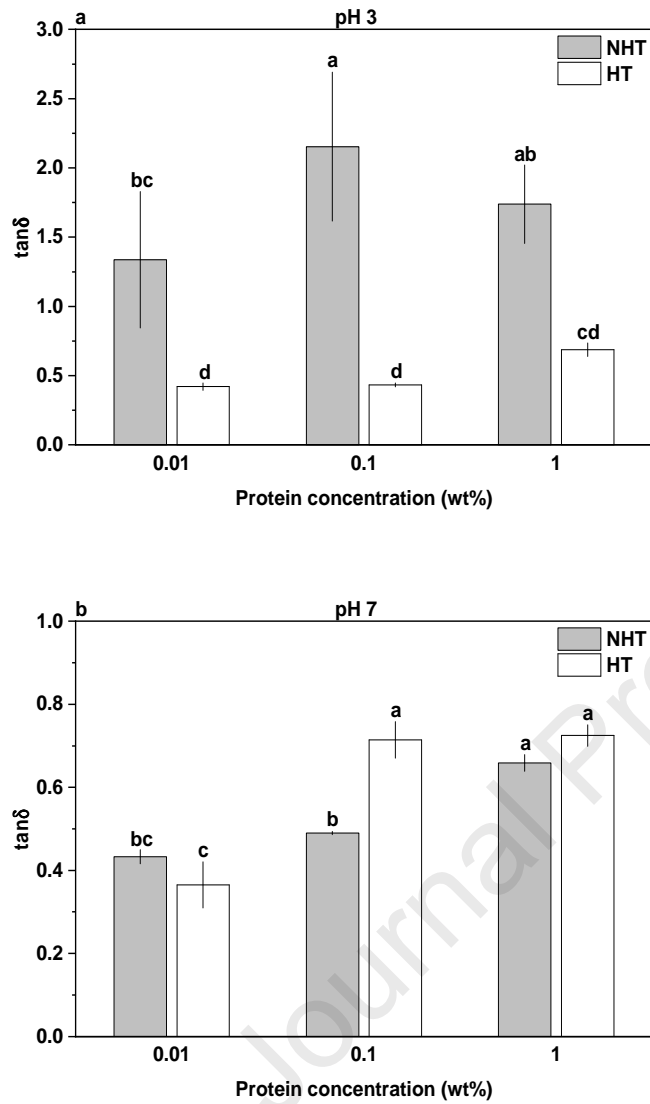 a pH 3
3.0
NHT
HT
a
2.5
ab
bc
2.0
tanδ
1.5
1.0
cd
d d
0.5
0.0
0.01 0.1 1
Protein concentration (wt%)
b pH 7
1.0
NHT
HT
0.8
a a
a
0.6
tanδ
b
bc c
0.4
0.2
0.0
0.01 0.1 1
Protein concentration (wt%)
Journal Pre